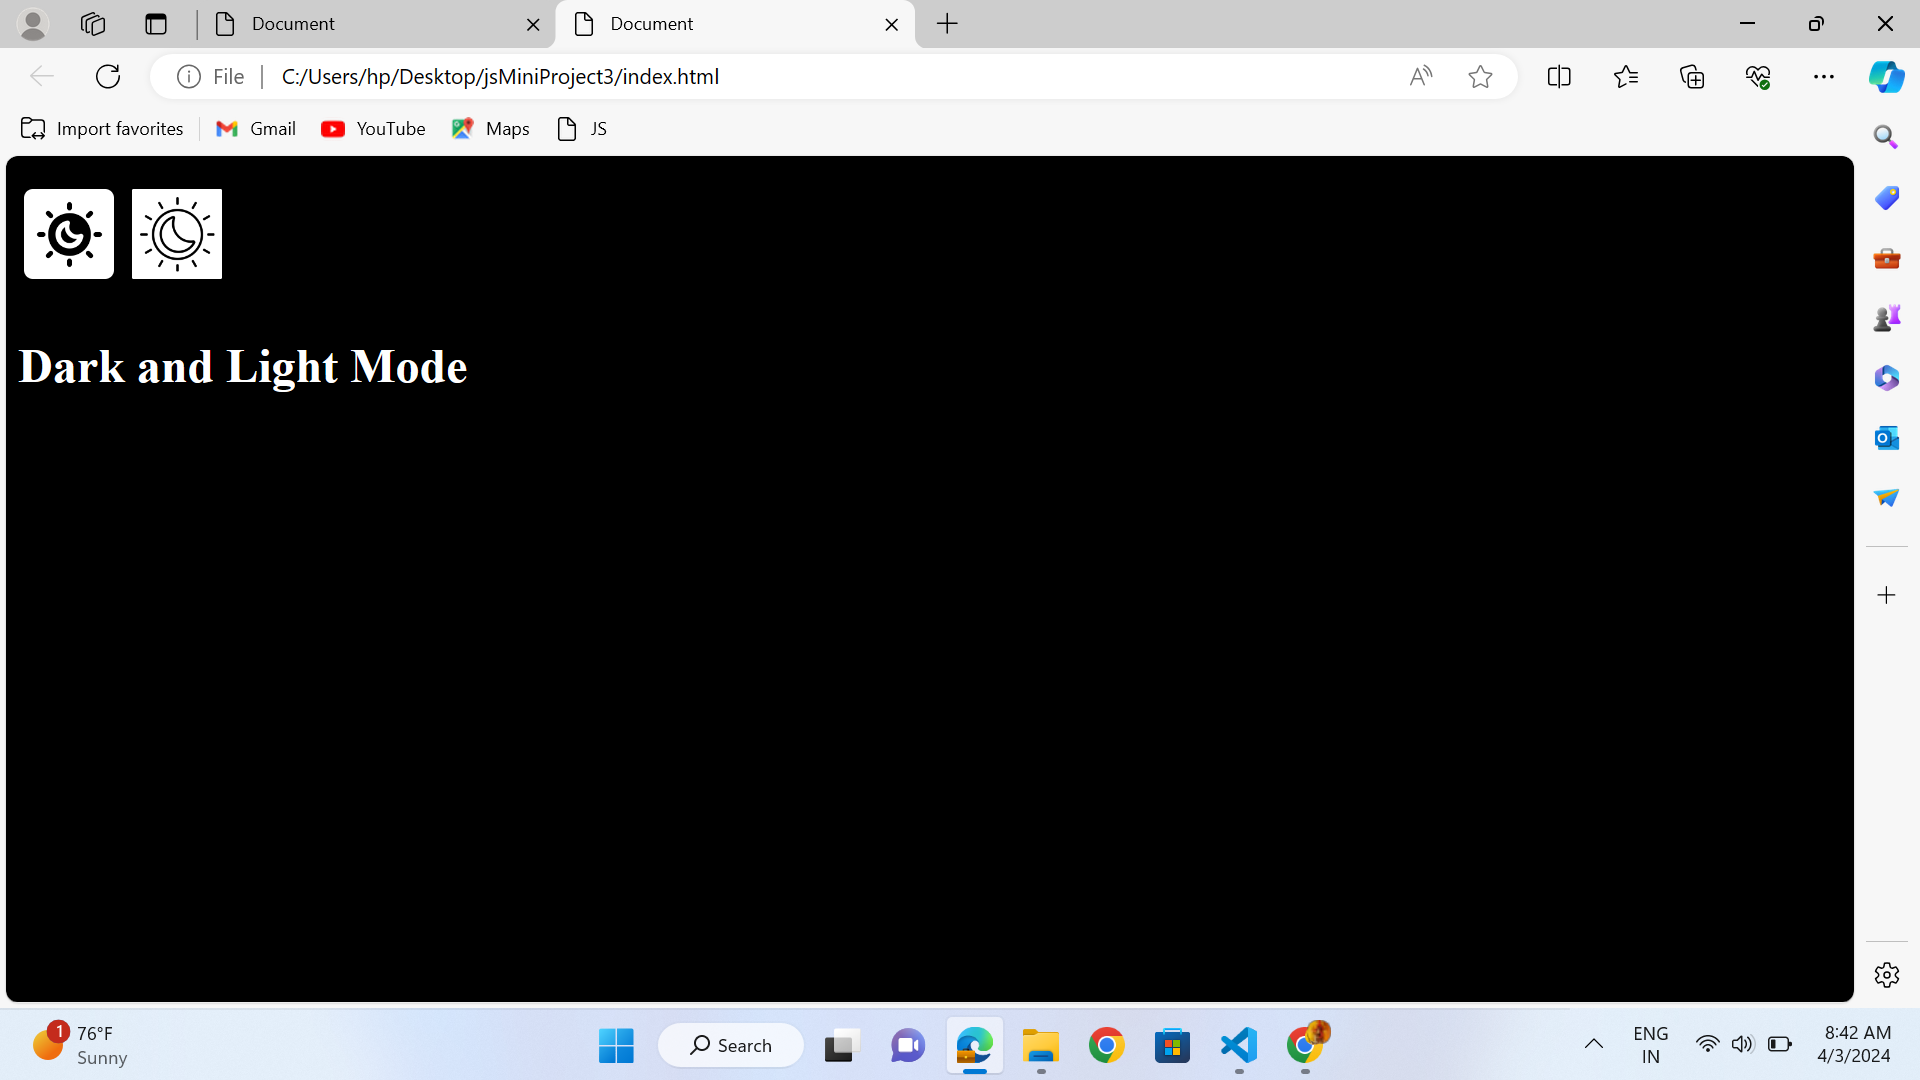 Document
Document
File
C:/Users/hp/Desktop/jsMiniProject3/index.html
Import favorites
Gmail
YouTube
Maps
JS
Dark and Light Mode
1
76°F
Sunny
Search
ENG
IN
8:42 AM
4/3/2024